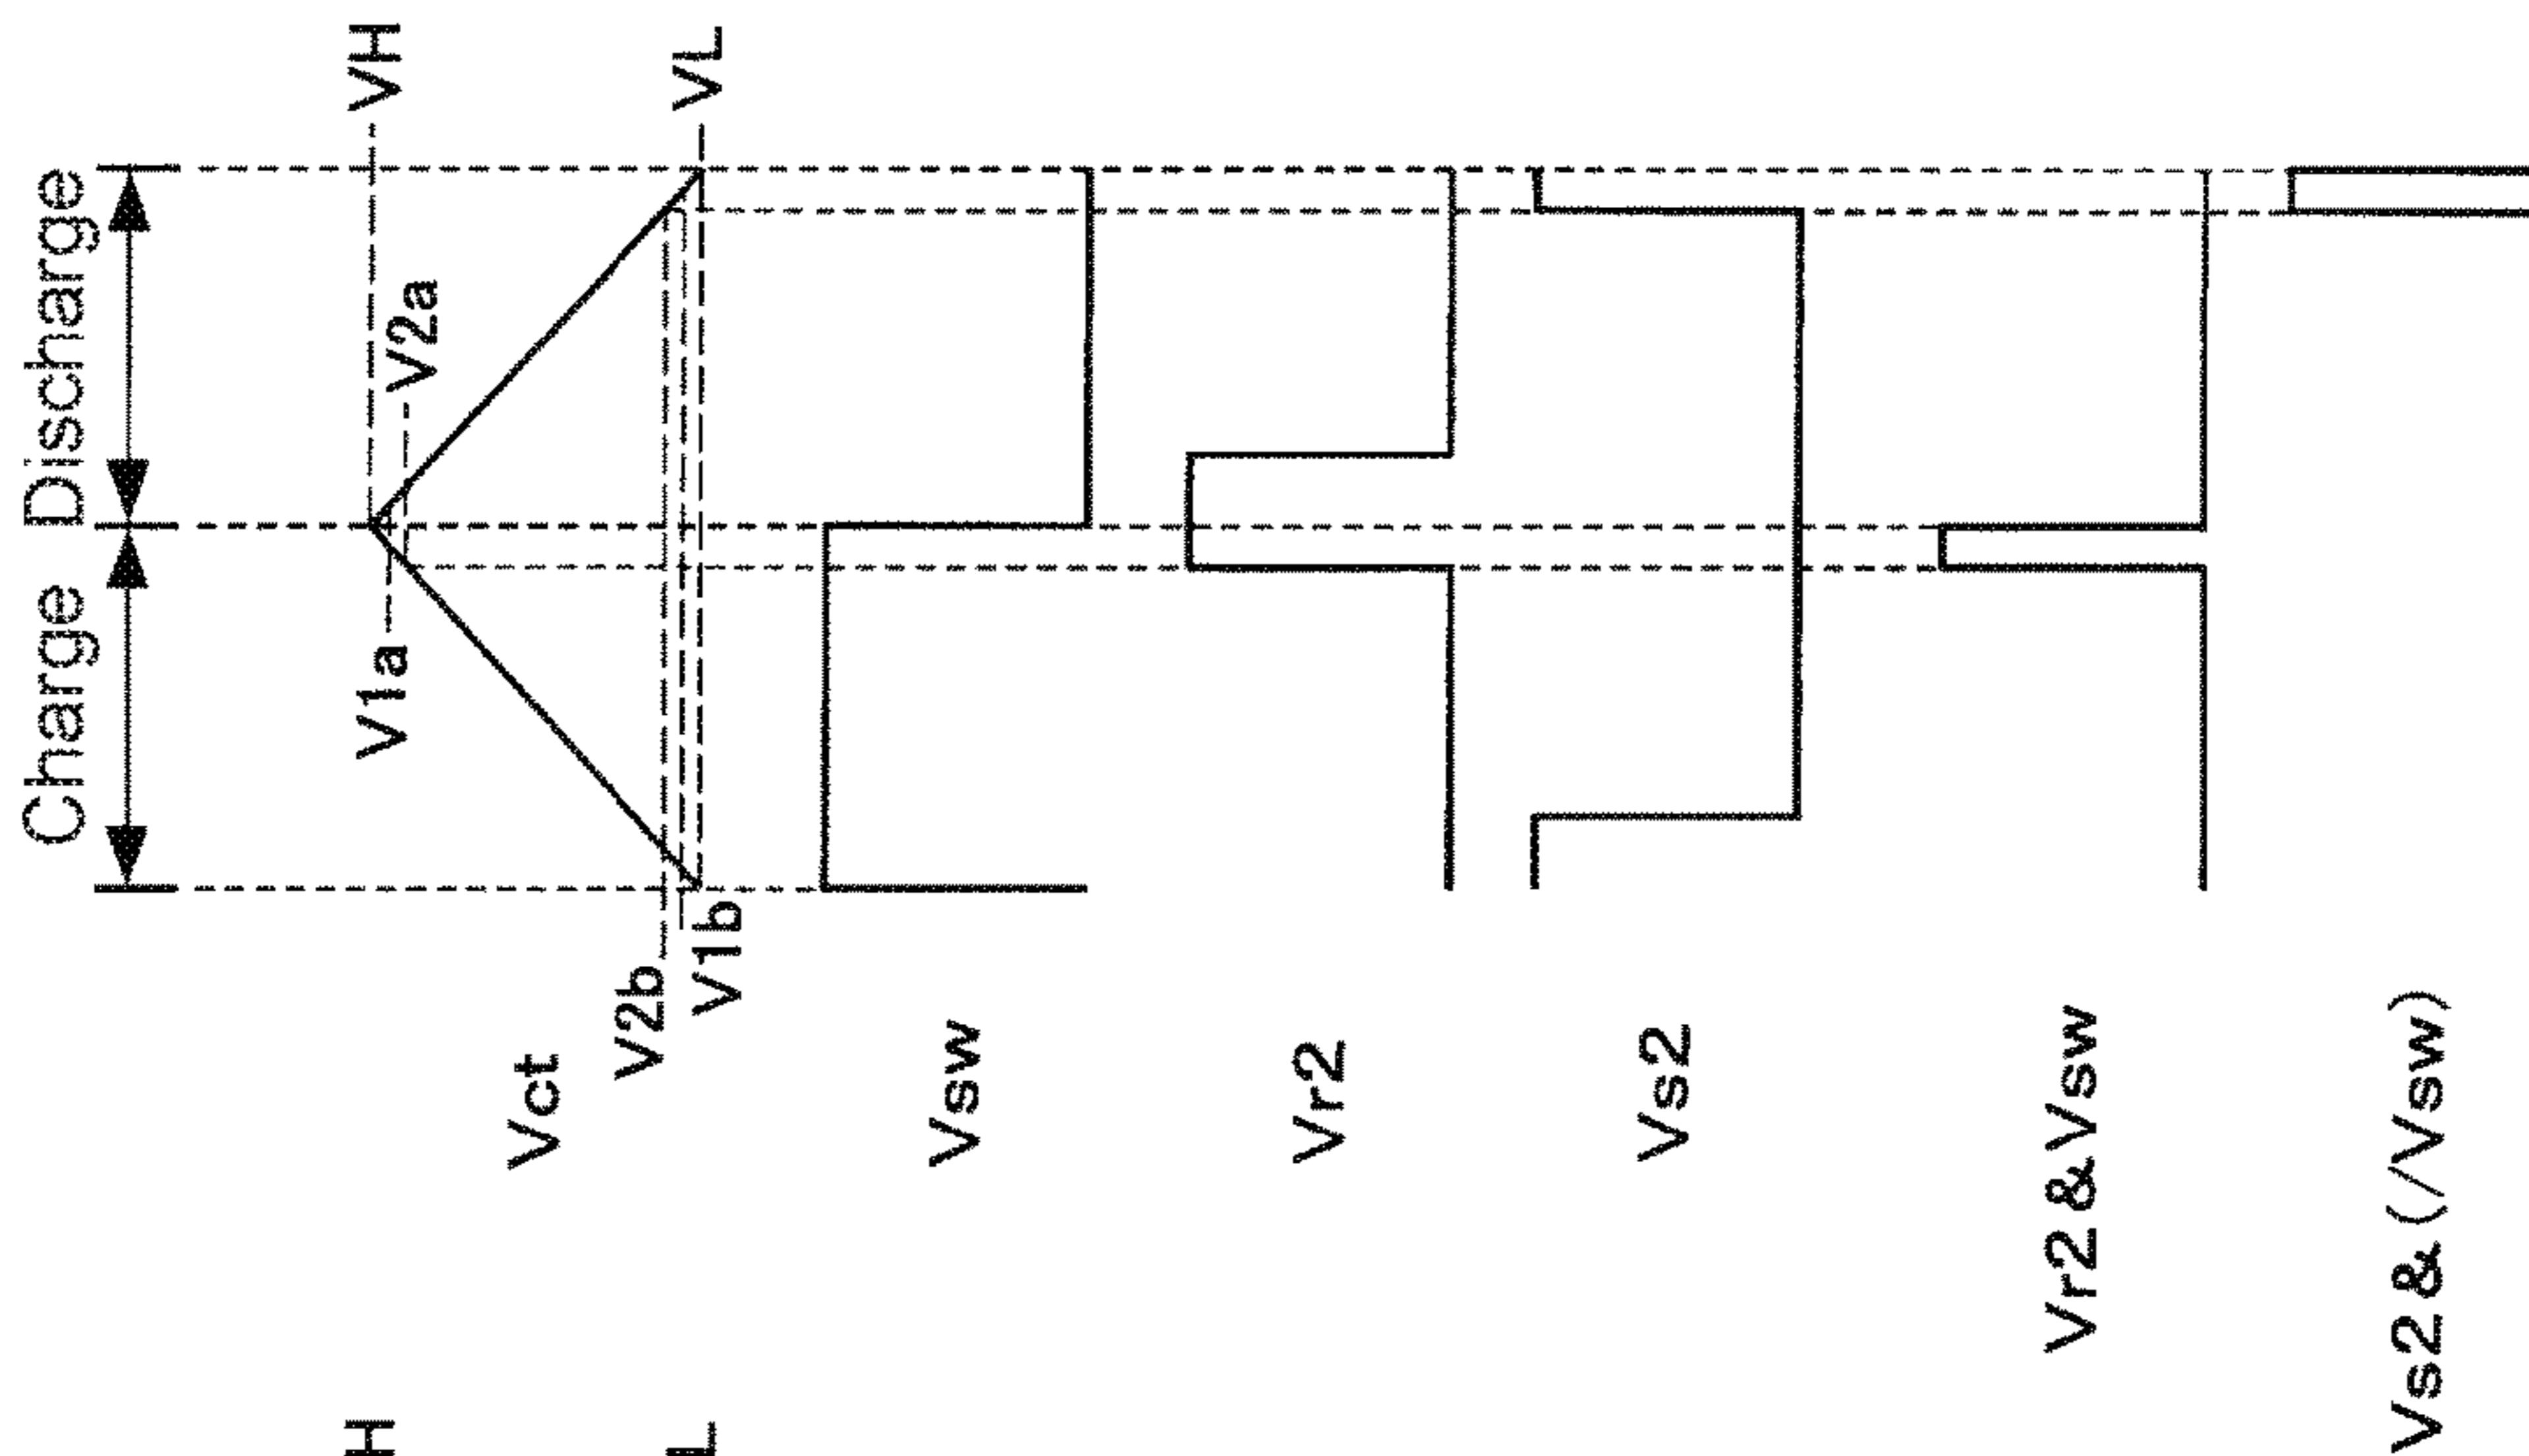 Charge
Discharge
VH
V1a
V2a
Vct
V2b
V1b
VL
Vsw
Vr2
Vs2
Vr2&Vsw
Vs2&(/Vsw)
H
L